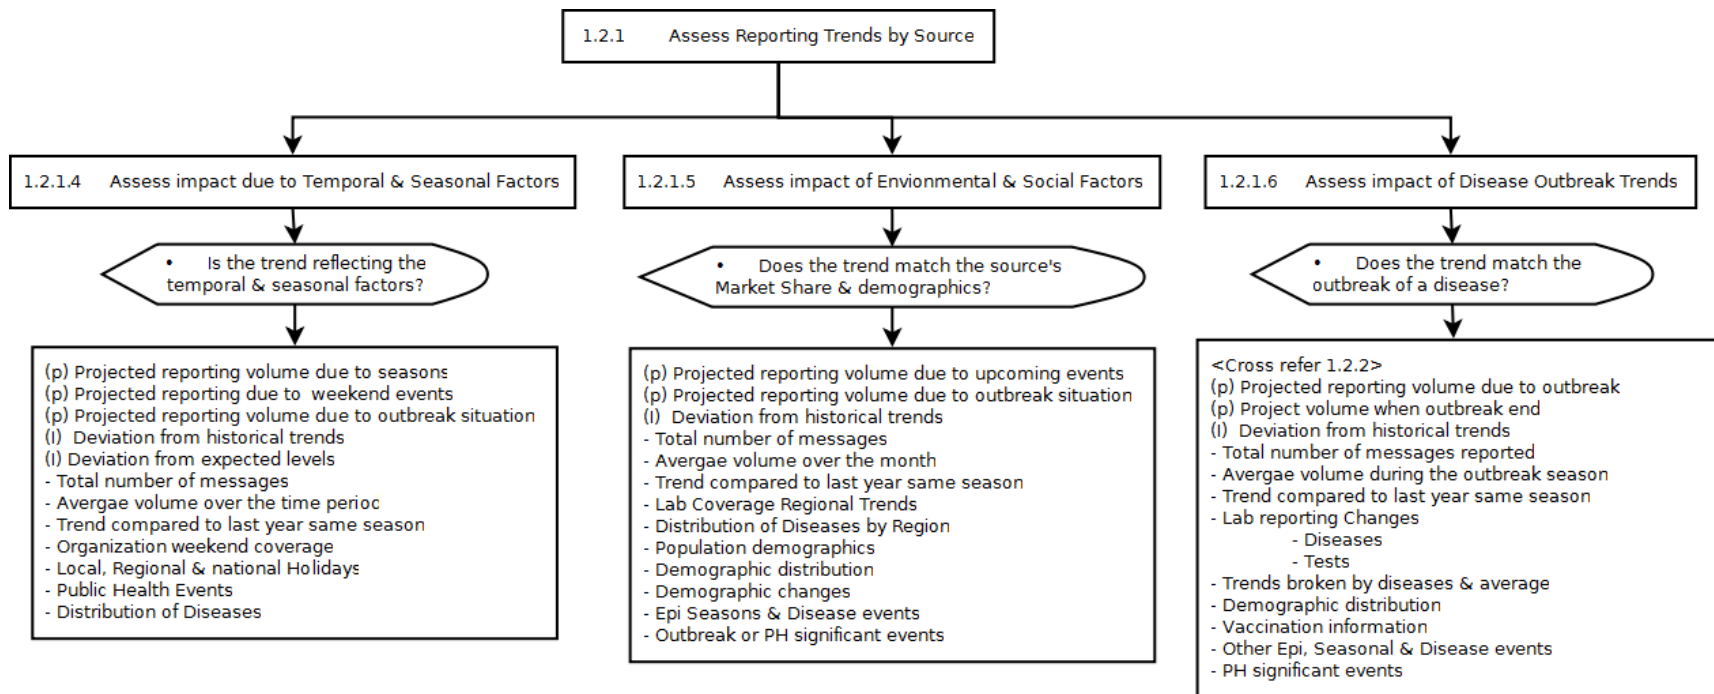 1.2.1 Assess Reporting Trends by Source
1.2.1.4 Assess impact due to Temporal & Seasonal Factors
• Is the trend reflecting the
temporal & seasonal factors?
(p) Projected reporting volume due to seasons
(p) Projected reporting due to weekend events
(p) Projected reporting volume due to outbreak situation
(I) Deviation from historical trends
(I) Deviation from expected levels
- Total number of messages
- Avergae volume over the time period
- Trend compared to last year same season
- Organization weekend coverage
- Local, Regional & national Holidays
- Public Health Events
- Distribution of Diseases
1.2.1.5 Assess impact of Envionmental & Social Factors
• Does the trend match the source's
Market Share & demographics?
(p) Projected reporting volume due to upcoming events
(p) Projected reporting volume due to outbreak situation
(I) Deviation from historical trends
- Total number of messages
- Avergae volume over the month
- Trend compared to last year same season
- Lab Coverage Regional Trends
- Distribution of Diseases by Region
- Population demographics
- Demographic distribution
- Demographic changes
- Epi Seasons & Disease events
- Outbreak or PH significant events
1.2.1.6 Assess impact of Disease Outbreak Trends
• Does the trend match the
outbreak of a disease?
<Cross refer 1.2.2>
(p) Projected reporting volume due to outbreak
(p) Project volume when outbreak end
(I) Deviation from historical trends
- Total number of messages reported
- Avergae volume during the outbreak season
- Trend compared to last year same season
- Lab reporting Changes
- Diseases
- Tests
- Trends broken by diseases & average
- Demographic distribution
- Vaccination information
- Other Epi, Seasonal & Disease events
- PH significant events